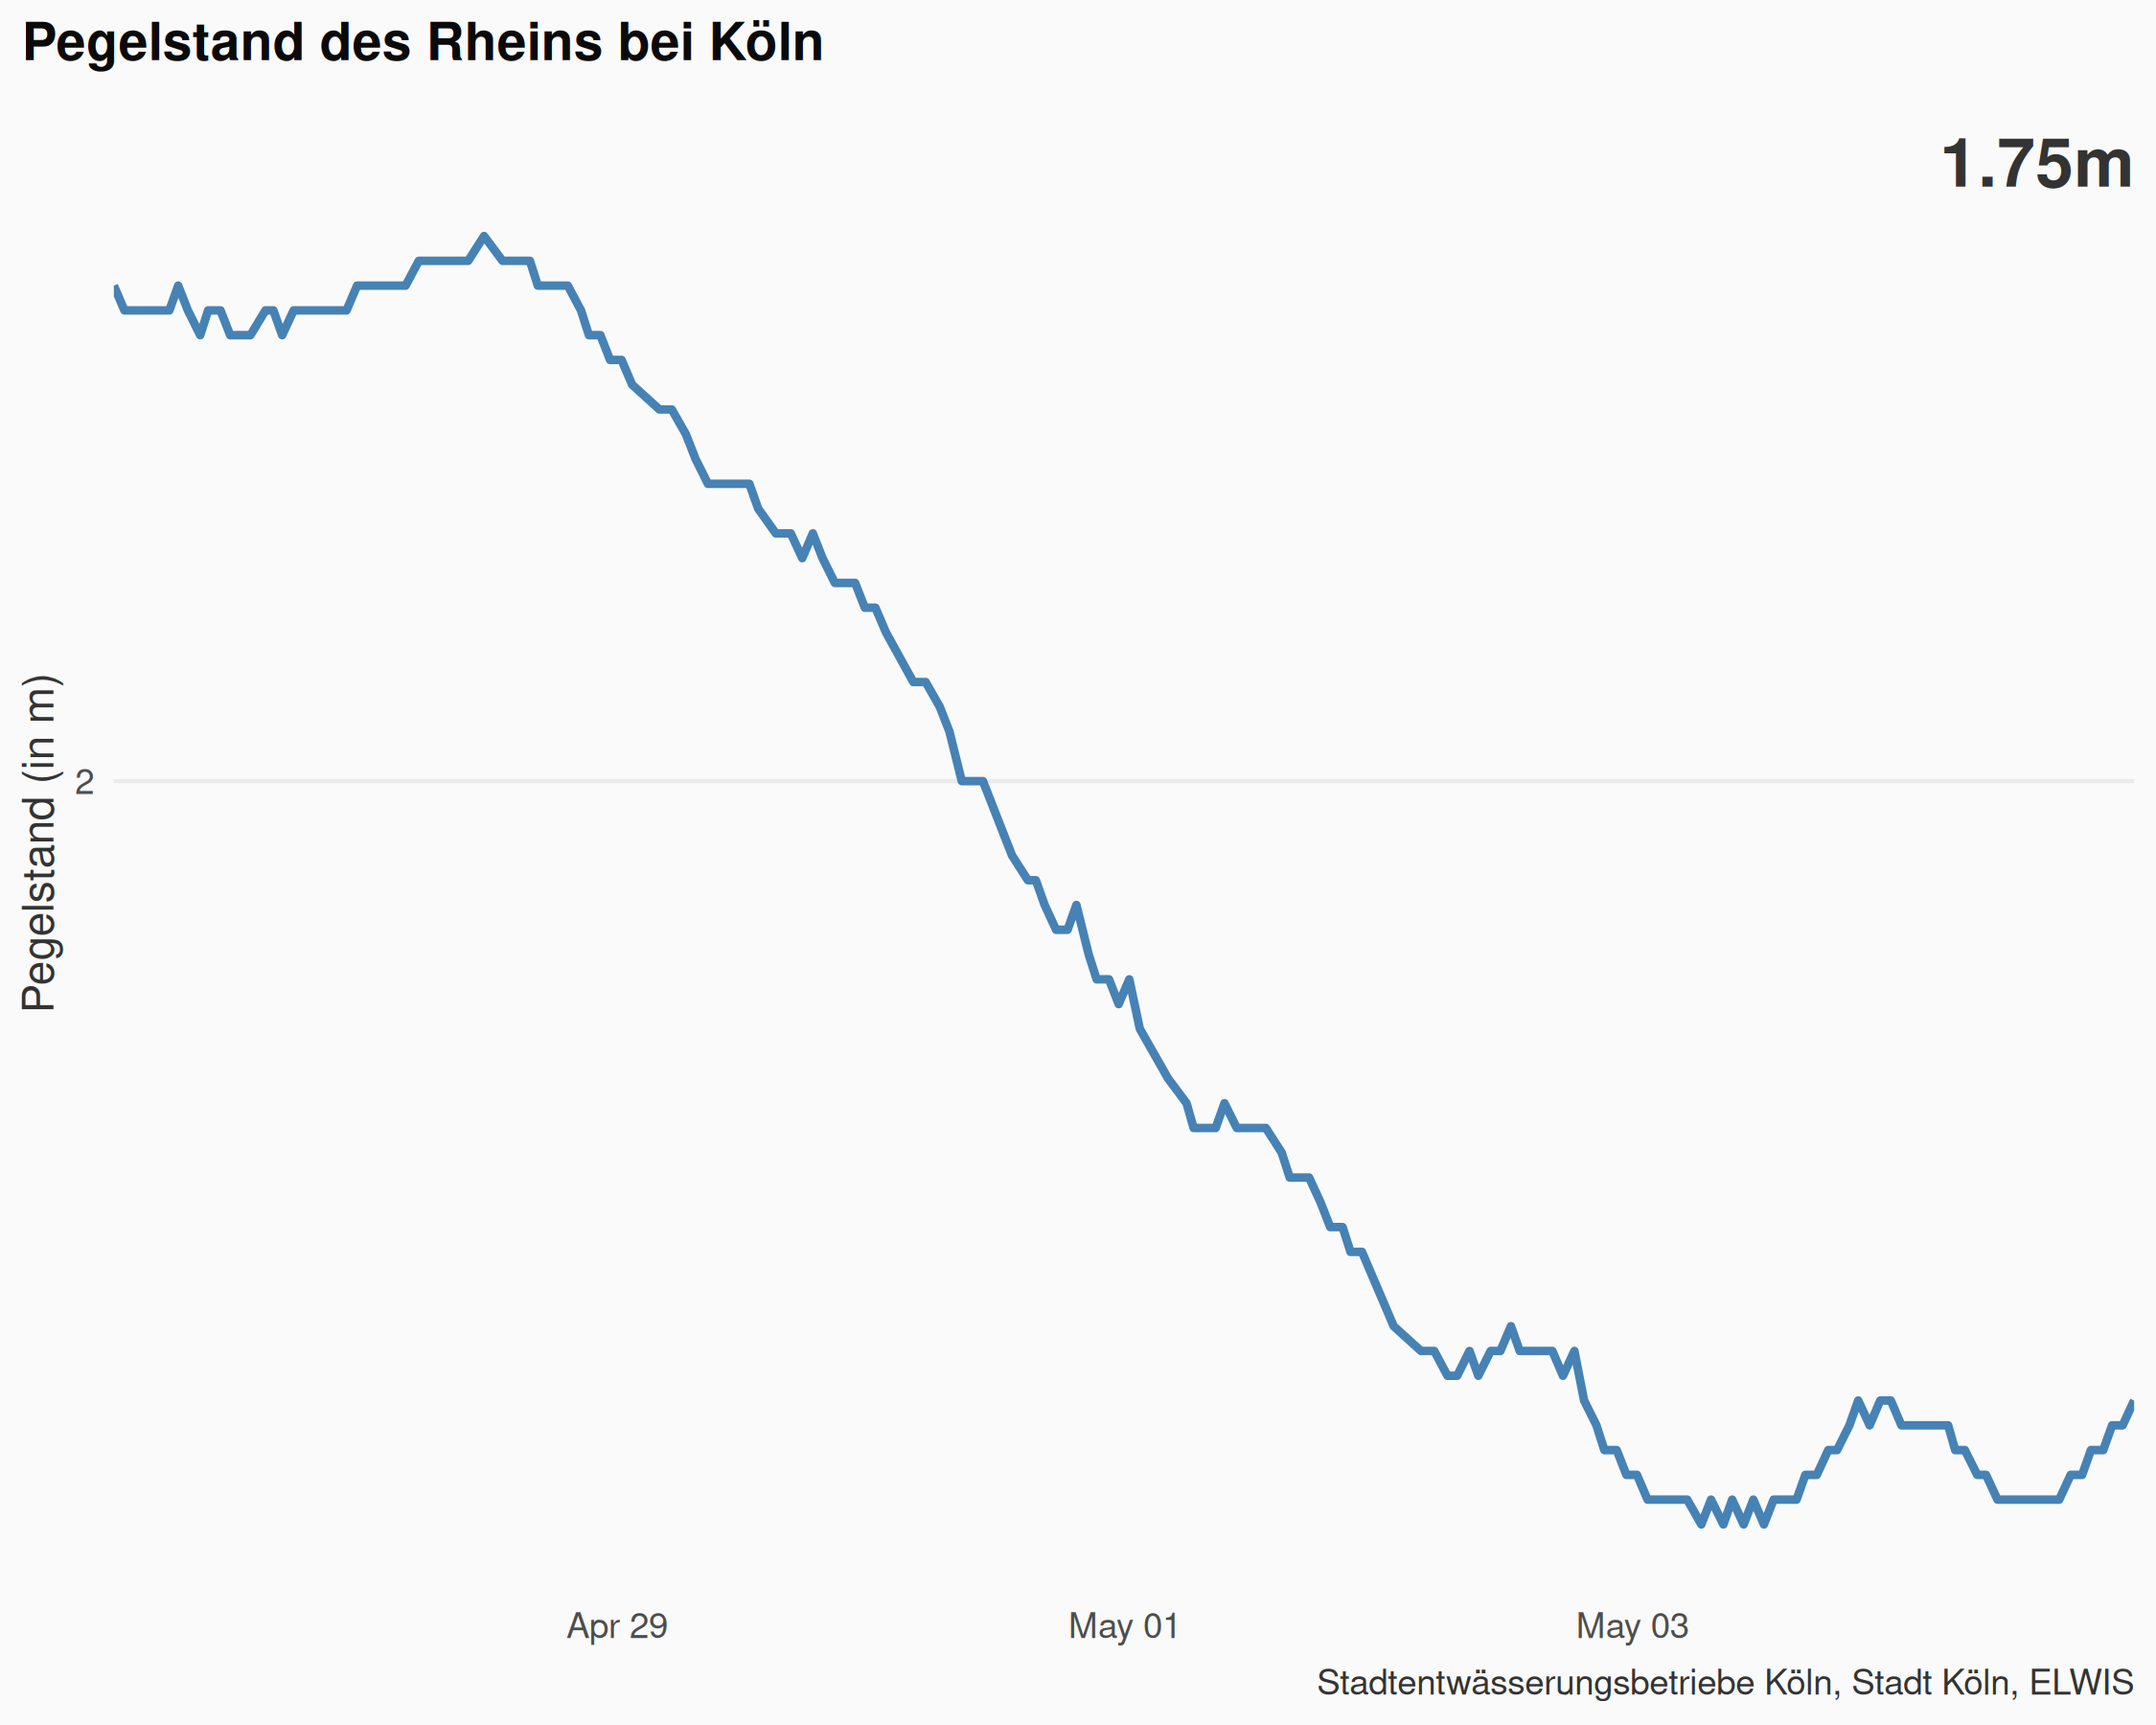 Pegelstand des Rheins bei Köln
1.75m
Pegelstand (in m)
2
Apr 29
May 01
May 03
Stadtentwässerungsbetriebe Köln, Stadt Köln, ELWIS